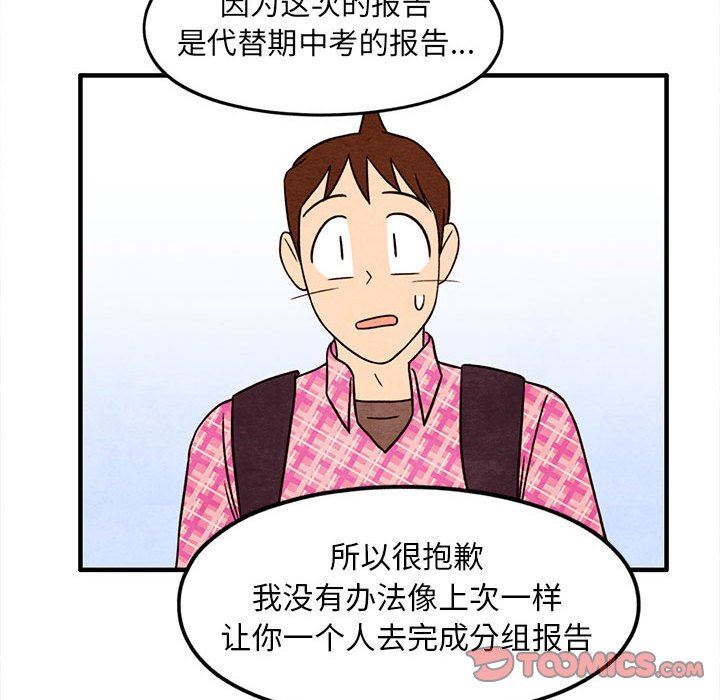 因为这次的报告
是代替期中考的报告...
所以很抱歉
我没有办法像上次一样
让你一个人去完成分组报告
TOOMICS.com